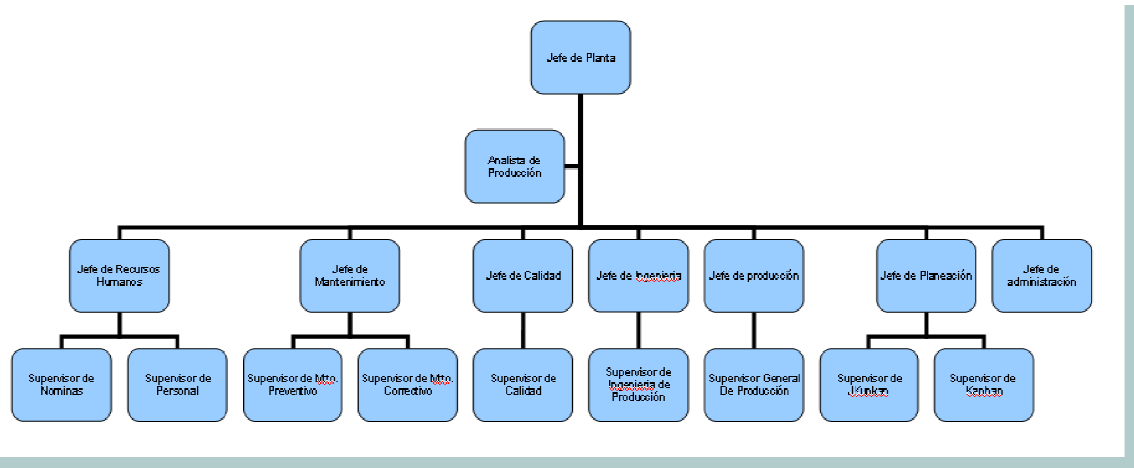 Jefe de Planta
Analista de
Producción
Jefe de Recursos
Humanos
Jefe de
Mantenimiento
Jefe de Calidad
Jefe de Ingenieria
Jefe de producción
Jefe de Planeación
Jefe de
administración
Supervisor de
Nominas
Supervisor de
Personal
Supervisor de Mtto.
Preventivo
Supervisor de Mtto.
Correctivo
Supervisor de
Calidad
Supervisor de
Ingenieria de
Producción
Supervisor General
De Producción
Supervisor de
Supervisor de
Kanban